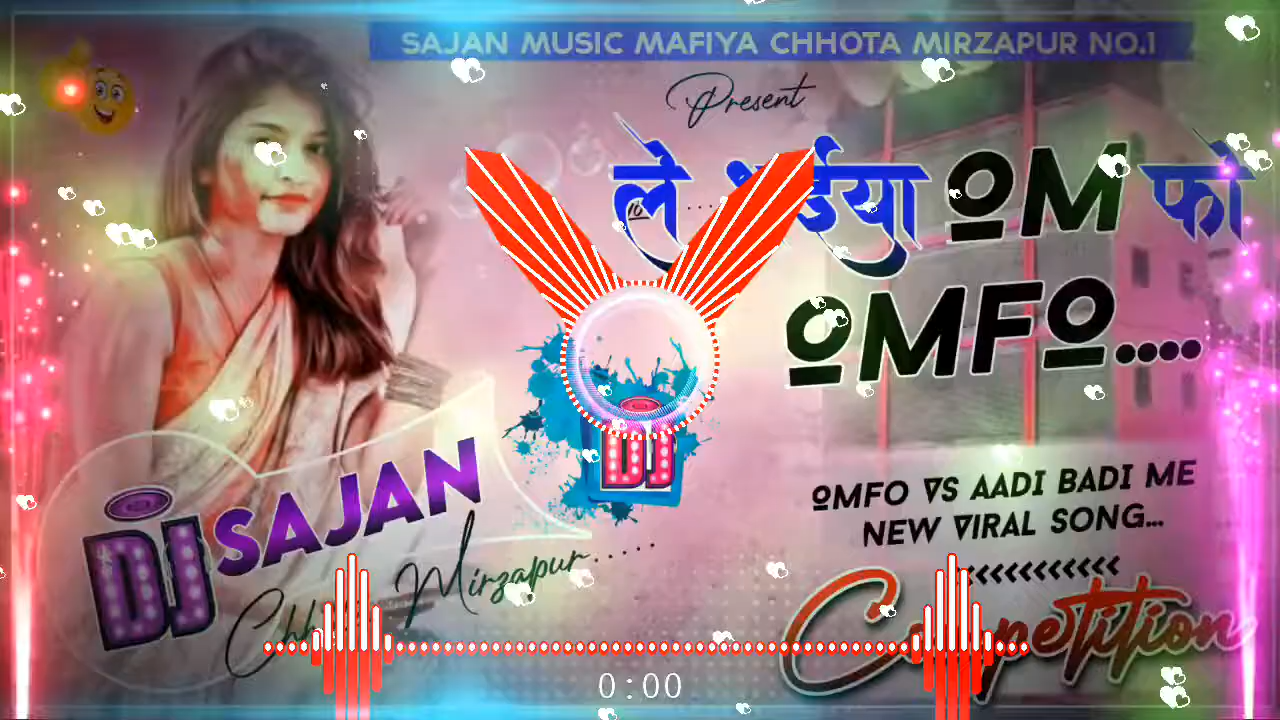 SAJAN MUSIC MAFIYA CHHOTA MIRZAPUR NO.1
Present
ले OM फो
OMFO....
DJ
DJ SAJAN
Mirzapur......
OMFO VS AADI BADI ME
NEW VIRAL SONG...
<<<<<<<<<<<
Competition
0:00